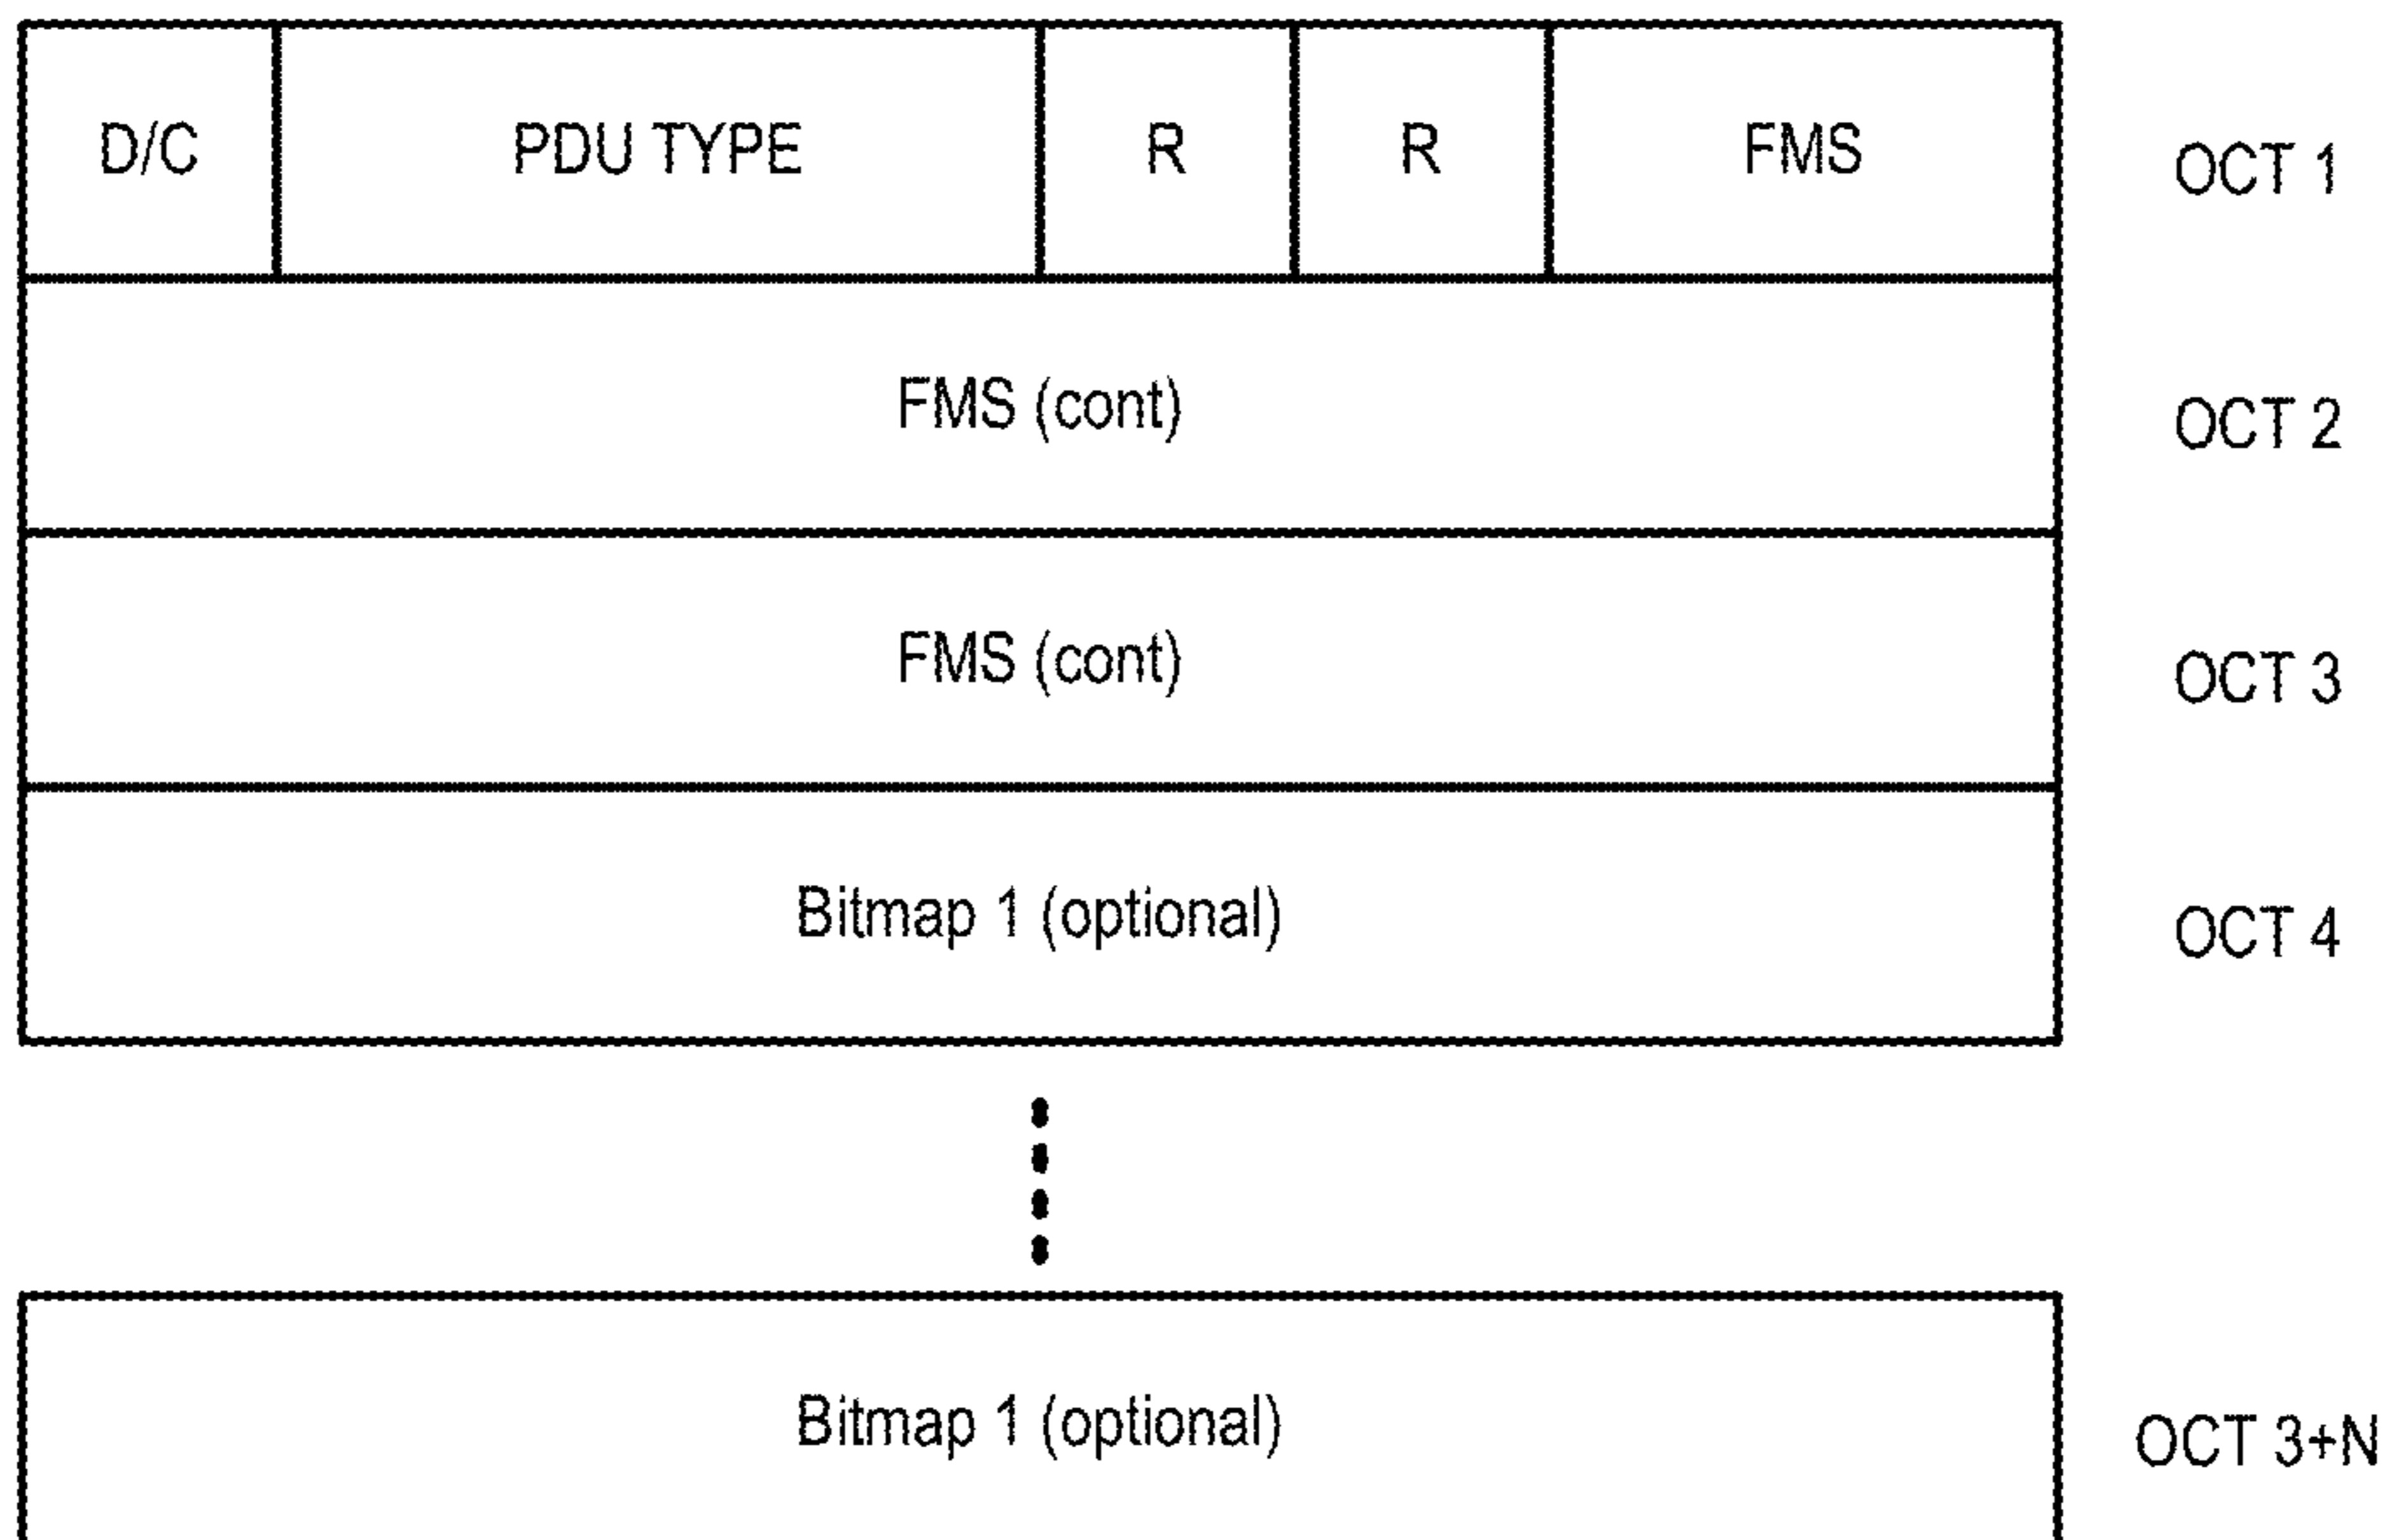 D/C PDU TYPE R R FMS OCT 1
FMS (cont) OCT 2
FMS (cont) OCT 3
Bitmap 1 (optional) OCT 4
Bitmap 1 (optional) OCT 3+N